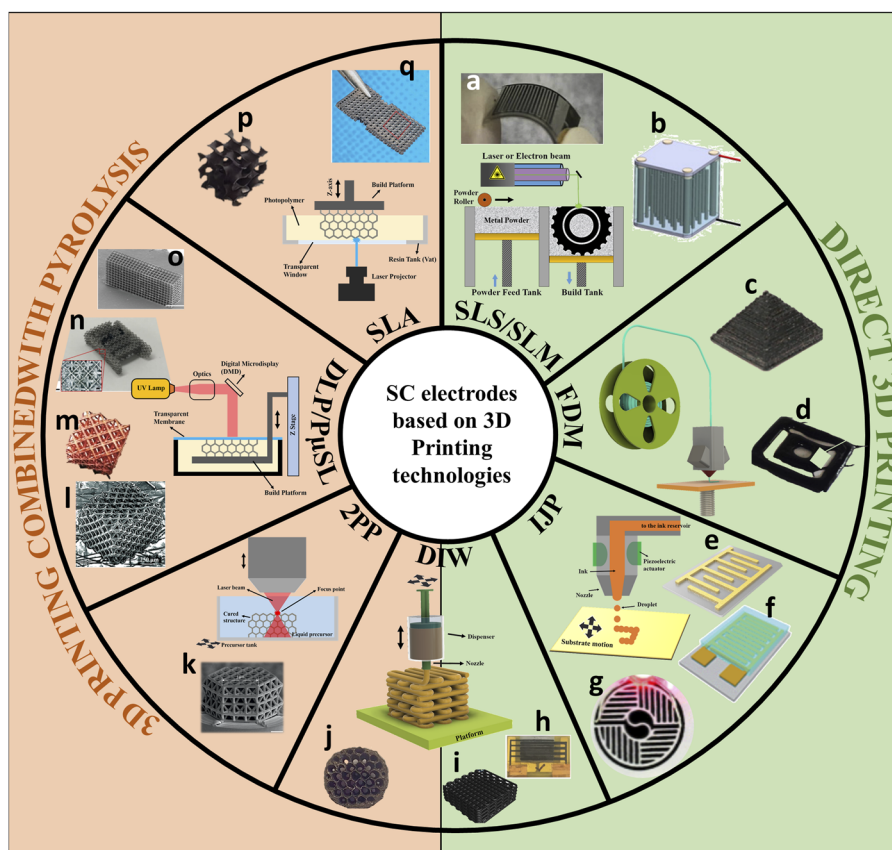 SC electrodes
based on 3D
Printing
technologies
3D PRINTING COMBINEDWITH PYROLYSIS
DIRECT 3D PRINTING
SLA
SLS/SLM
FDM
IJP
DIW
2PP
DLP/PµSL
a
Laser or Electron beam
Powder
Roller
Metal Powder
Powder Feed Tank
Build Tank
b
c
d
to the ink reservoir
Ink
Piezoelectric
actuator
Nozzle
Droplet
Substrate motion
e
f
g
Dispenser
Nozzle
Platform
h
i
j
Laser beam
Focus point
Cured
structure
Liquid precursor
Precursor tank
k
l
m
n
o
Optics
Digital Microdisplay
(DMD)
UV Lamp
Transparent
Membrane
Z Stage
Build Platform
p
q
Z-axis
Build Platform
Photopolymer
Transparent
Window
Resin Tank (Vat)
Laser Projector